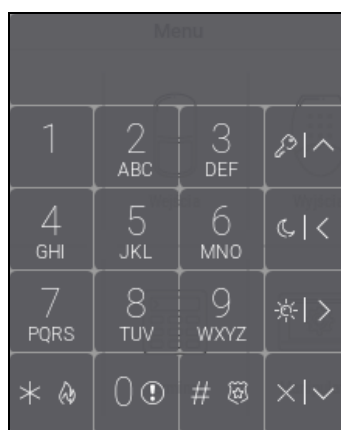 Menu
1 2 3
ABC DEF
4 5 6
GHI JKL MNO
7 8 9
PQRS TUV WXYZ
* 0 #